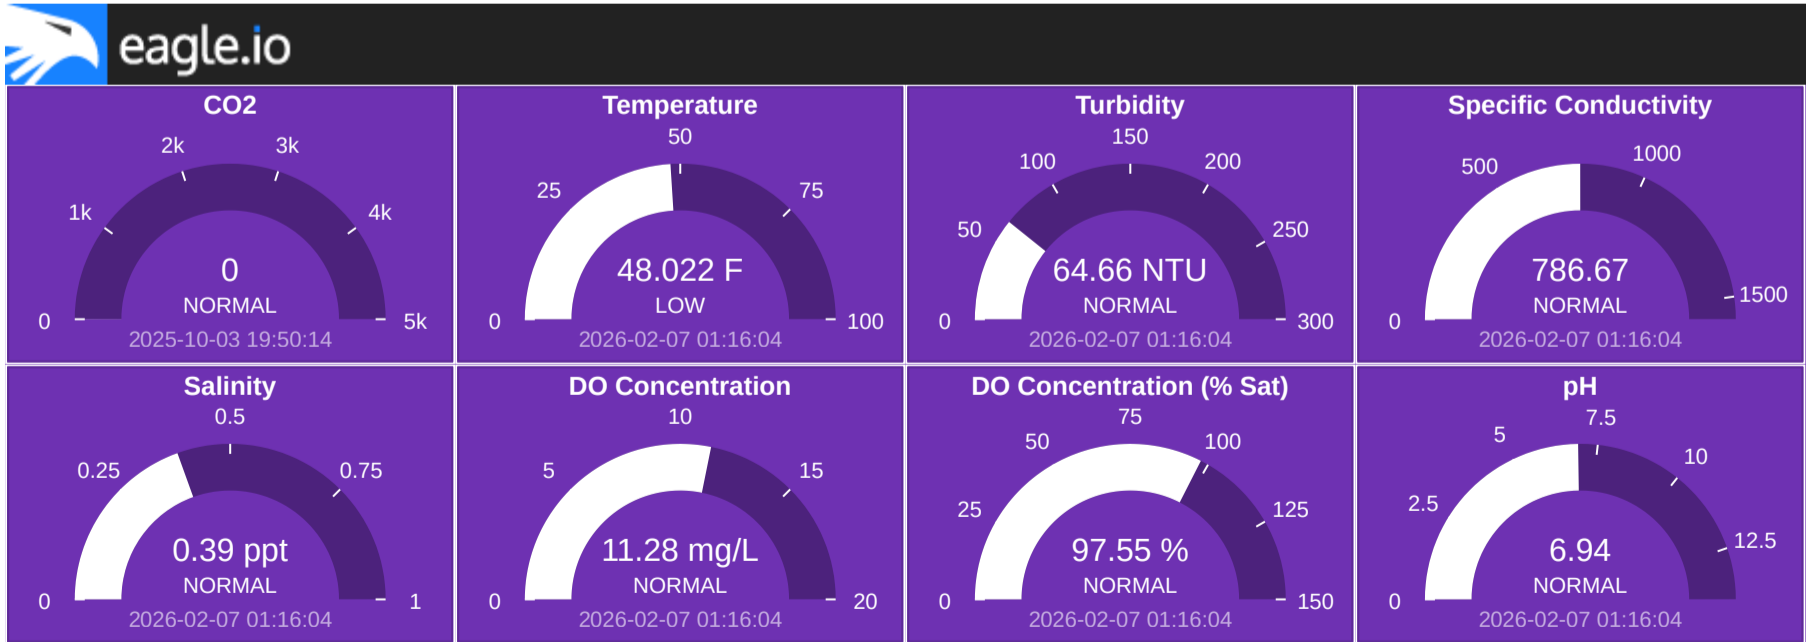 eagle.io
CO2
0
1k
2k
3k
4k
5k
0
NORMAL
2025-10-03 19:50:14
Temperature
0
25
50
75
100
48.022 F
LOW
2026-02-07 01:16:04
Turbidity
0
50
100
150
200
250
300
64.66 NTU
NORMAL
2026-02-07 01:16:04
Specific Conductivity
0
500
1000
1500
786.67
NORMAL
2026-02-07 01:16:04
Salinity
0
0.25
0.5
0.75
1
0.39 ppt
NORMAL
2026-02-07 01:16:04
DO Concentration
0
5
10
15
20
11.28 mg/L
NORMAL
2026-02-07 01:16:04
DO Concentration (% Sat)
0
25
50
75
100
125
150
97.55 %
NORMAL
2026-02-07 01:16:04
pH
0
2.5
5
7.5
10
12.5
6.94
NORMAL
2026-02-07 01:16:04